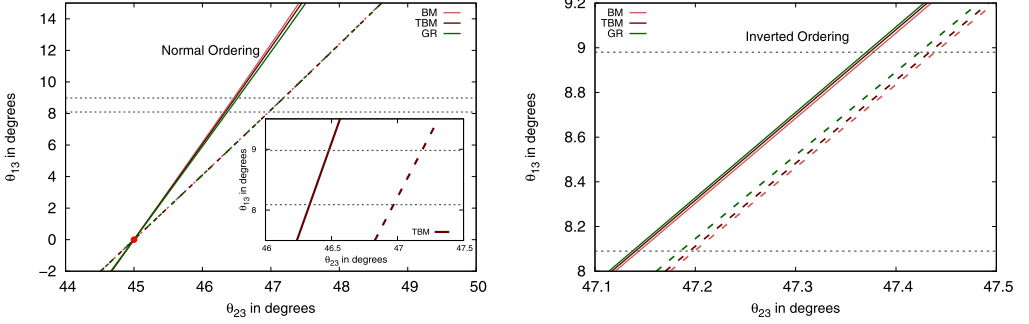 14
12
10
8
6
4
2
0
−2
θ13 in degrees
BM
TBM
GR
Normal Ordering
9
8
θ13 in degrees
TBM
46 46.5 47 47.5
θ23 in degrees
44 45 46 47 48 49 50
θ23 in degrees
9.2
9
8.8
8.6
8.4
8.2
8
θ13 in degrees
BM
TBM
GR
Inverted Ordering
47.1 47.2 47.3 47.4 47.5
θ23 in degrees